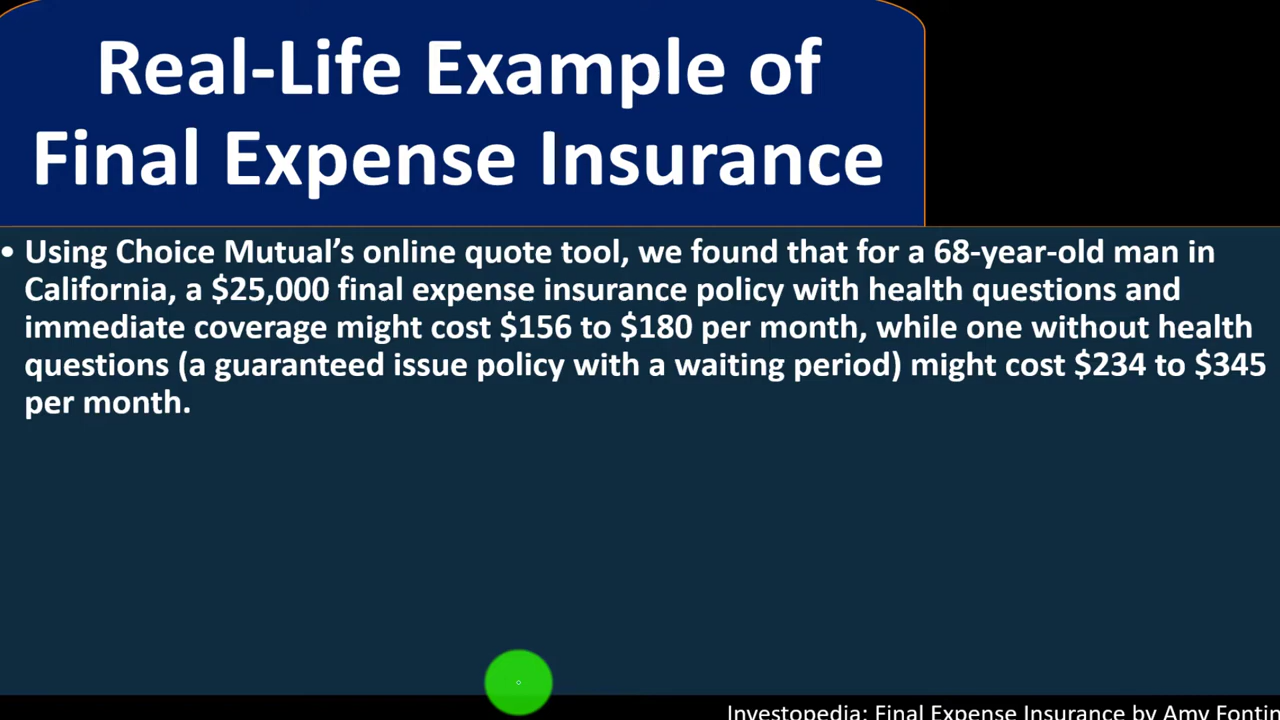 Real-Life Example of
Final Expense Insurance
• Using Choice Mutual’s online quote tool, we found that for a 68-year-old man in
California, a $25,000 final expense insurance policy with health questions and
immediate coverage might cost $156 to $180 per month, while one without health
questions (a guaranteed issue policy with a waiting period) might cost $234 to $345
per month.
Investopedia: Final Expense Insurance by Amy Fontin